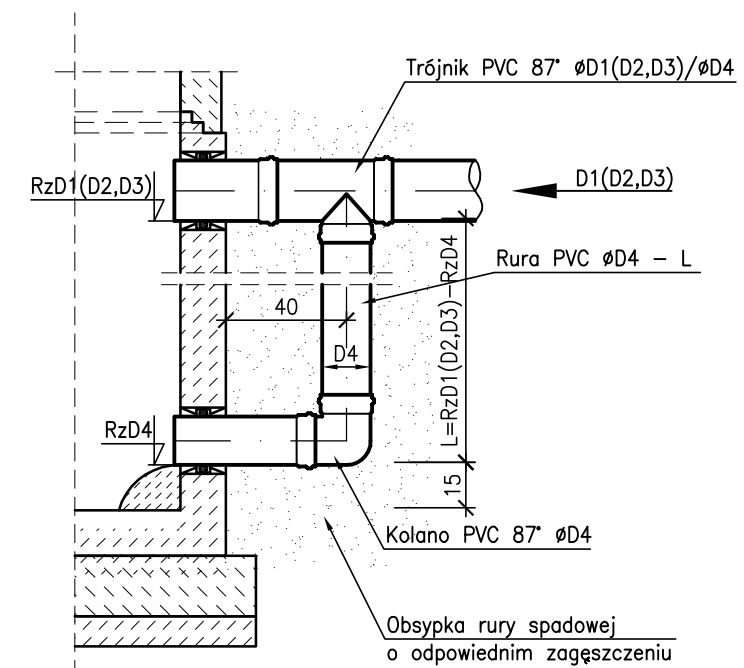 Trójnik PVC 87° øD1(D2,D3)/øD4
RzD1(D2,D3)
D1(D2,D3)
Rura PVC øD4 – L
40
D4
L=RzD1(D2,D3)–RzD4
RzD4
15
Kolano PVC 87° øD4
Obsypka rury spadowej
o odpowiednim zagęszczeniu